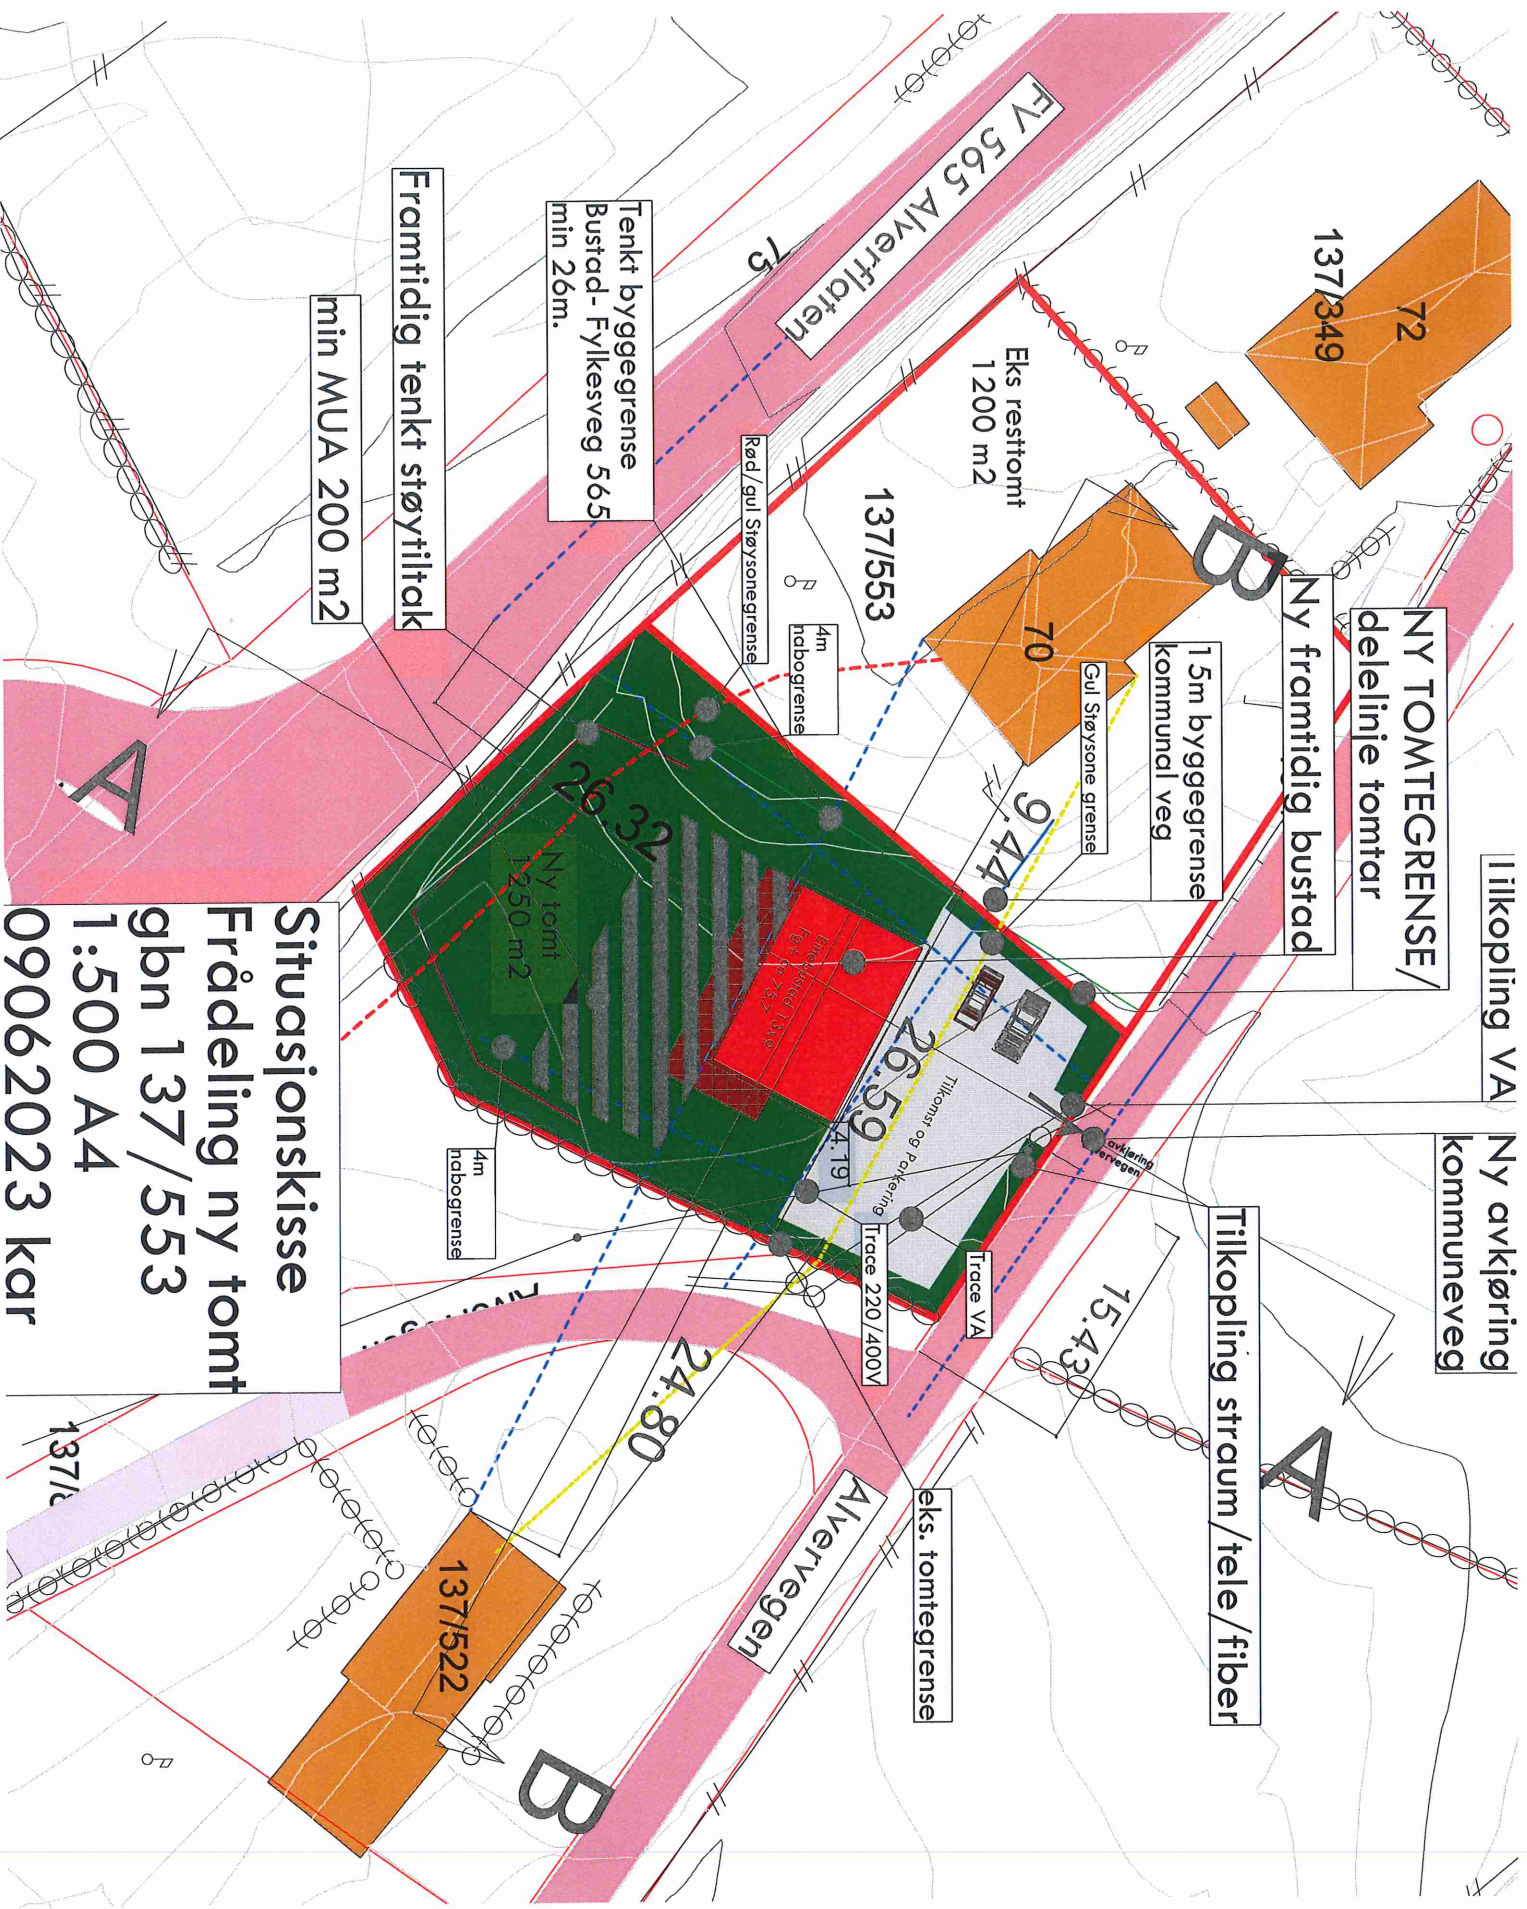 Tilkopling VA
Ny avkjøring
kommuneveg
NY TOMTEGRENSE/
delelinje tomtar
Ny framtidig bustad
15m byggegrense
kommunal veg
Gul Støysone grense
Tilkopling straum/tele/fiber
72
137/349
B
A
Eks resttomt
1200 m2
70
137/553
FV 565 Alverflaten
75
4m
nabogrense
Rød/gul Støysonegrense
Tenkt byggegrense
Bustad- Fylkesveg 565
min 26m.
Framtidig tenkt støytiltak
min MUA 200 m2
9.44
26.59
26.32
4.19
15.43
24.80
avkjøring
Tilkomst og Parkering
Einebustad 13x9
Ny tomt
1250 m2
Trace VA
Trace 220/400V
eks. tomtegrense
4m
nabogrense
Alvervegen
137/522
B
A
Situasjonskisse
Frådeling ny tomt
gbn 137/553
1:500 A4
09062023 kar